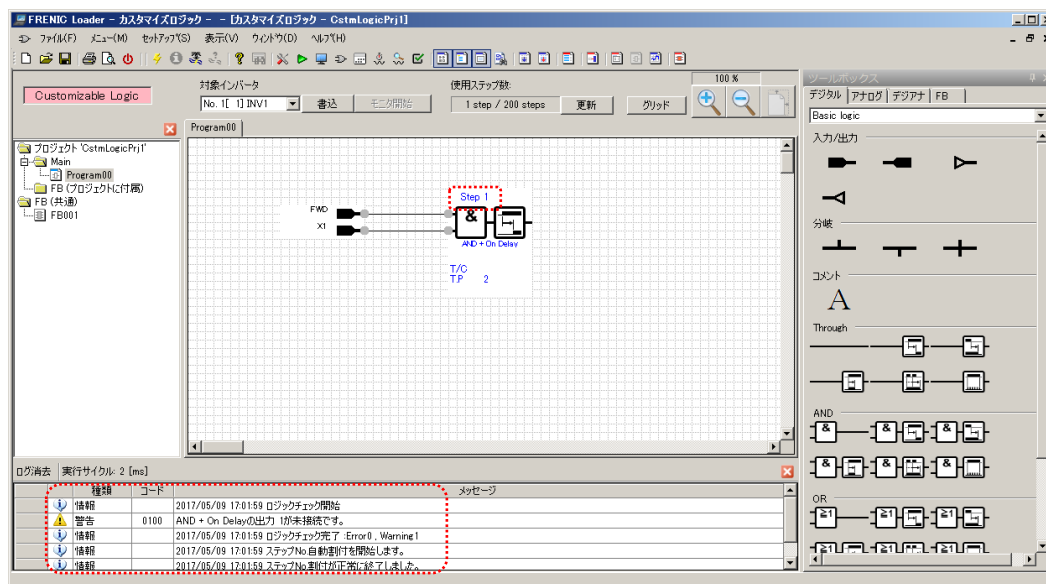 FRENIC Loader - カスタマイズロジック - - [カスタマイズロジック - CstmLogicPrj1]
ファイル(F) メニュー(M) セットアップ(S) 表示(V) ウィンドウ(D) ヘルプ(H)
Customizable Logic
対象インバータ
No. 1[ 1] INV1
書込
モニタ開始
使用ステップ数:
1 step / 200 steps
更新
グリッド
100 %
プロジェクト 'CstmLogicPrj1'
Main
Program00
FB (プロジェクトに付属)
FB (共通)
FB001
Program00
Step 1
FWD
X1
&
AND + On Delay
T/C
T.P 2
ツールボックス
デジタル アナログ デジアナ FB
Basic logic
入力/出力
分岐
コメント
A
Through
AND
& & &
& & &
OR
≧1 ≧1 ≧1
≧1 ≧1 ≧1
ログ消去 実行サイクル: 2 [ms]
種類 コード メッセージ
情報 2017/05/09 17:01:59 ロジックチェック開始
警告 0100 AND + On Delayの出力 1が未接続です。
情報 2017/05/09 17:01:59 ロジックチェック完了 :Error0 , Warning1
情報 2017/05/09 17:01:59 ステップNo.自動割付を開始します。
情報 2017/05/09 17:01:59 ステップNo.割付が正常に終了しました。